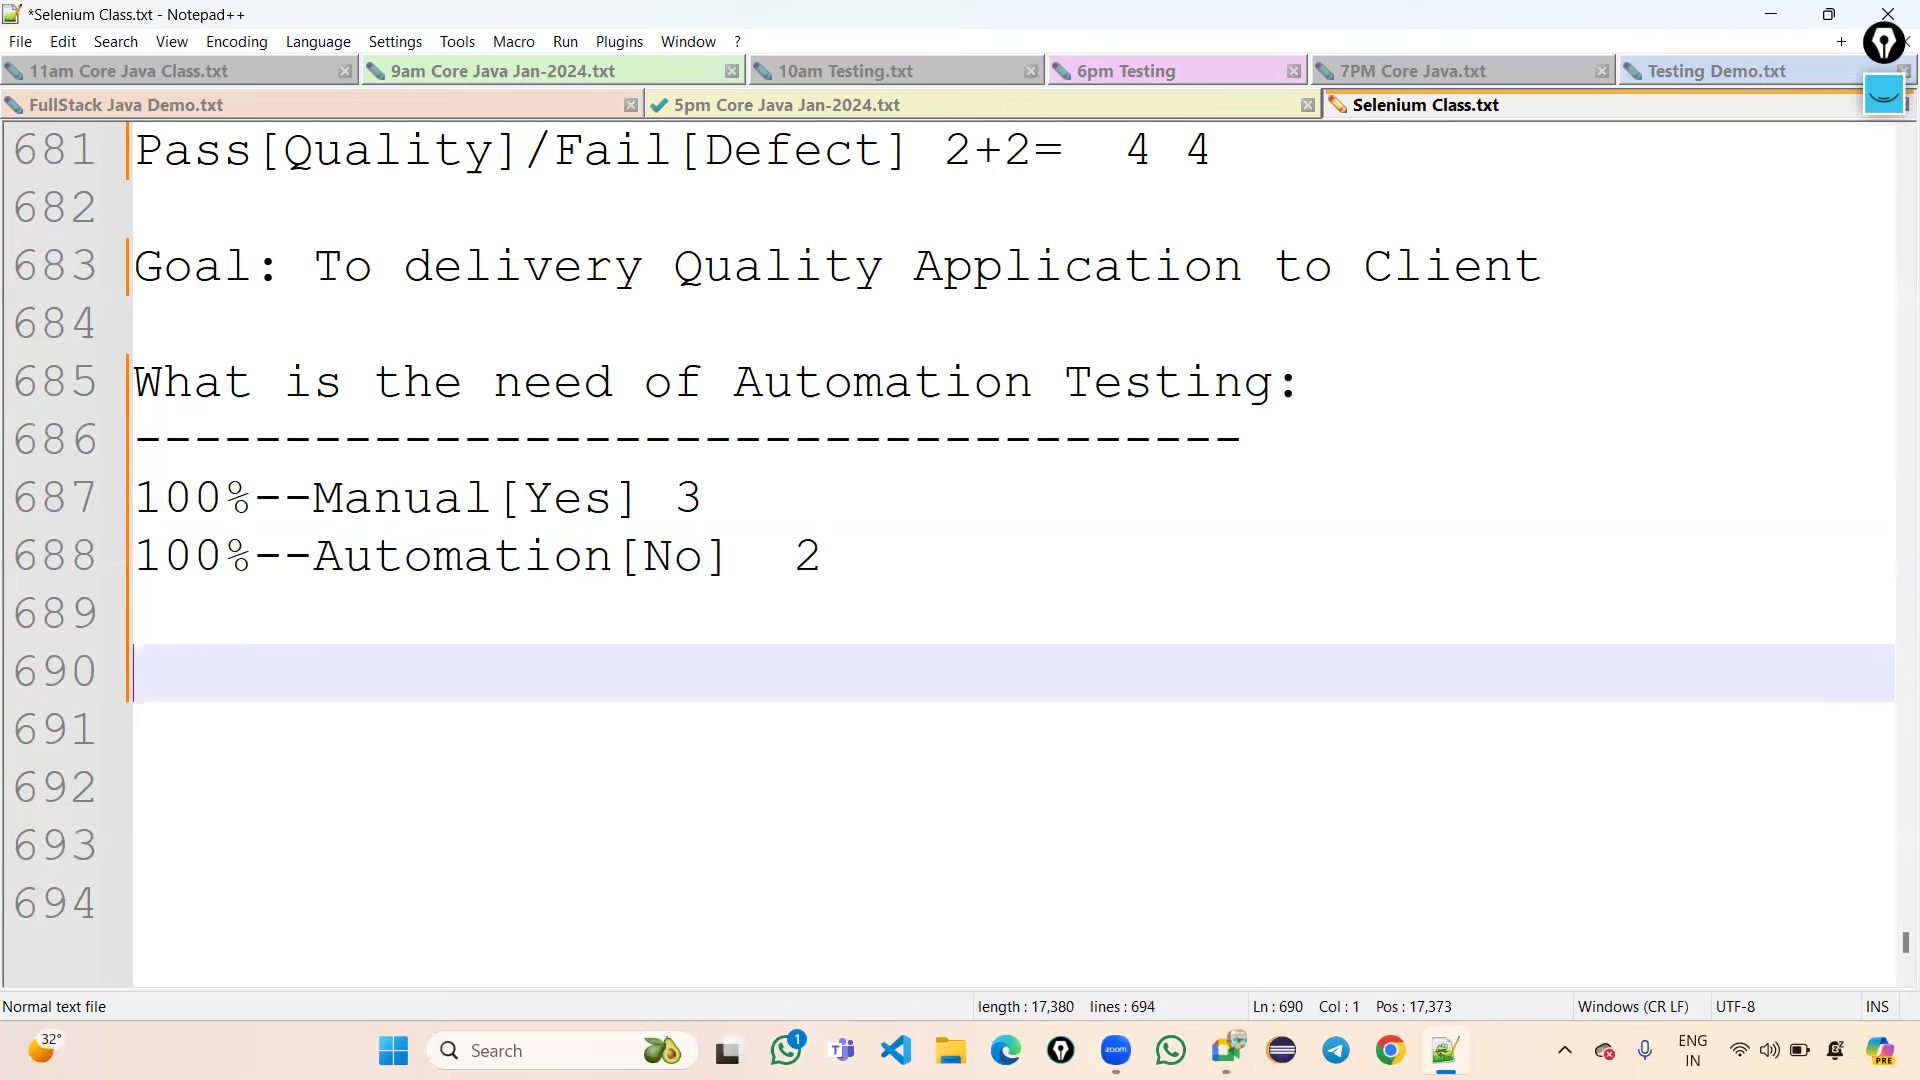 *Selenium Class.txt - Notepad++
File Edit Search View Encoding Language Settings Tools Macro Run Plugins Window ?
11am Core Java Class.txt 9am Core Java Jan-2024.txt 10am Testing.txt 6pm Testing 7PM Core Java.txt Testing Demo.txt
FullStack Java Demo.txt 5pm Core Java Jan-2024.txt Selenium Class.txt
681 Pass[Quality]/Fail[Defect] 2+2= 4 4
682
683 Goal: To delivery Quality Application to Client
684
685 What is the need of Automation Testing:
686 -------------------------------------
687 100%--Manual[Yes] 3
688 100%--Automation[No] 2
689
690
691
692
693
694
Normal text file length : 17,380 lines : 694 Ln : 690 Col : 1 Pos : 17,373 Windows (CR LF) UTF-8 INS
32° Search 1 zoom ENG PRE
IN